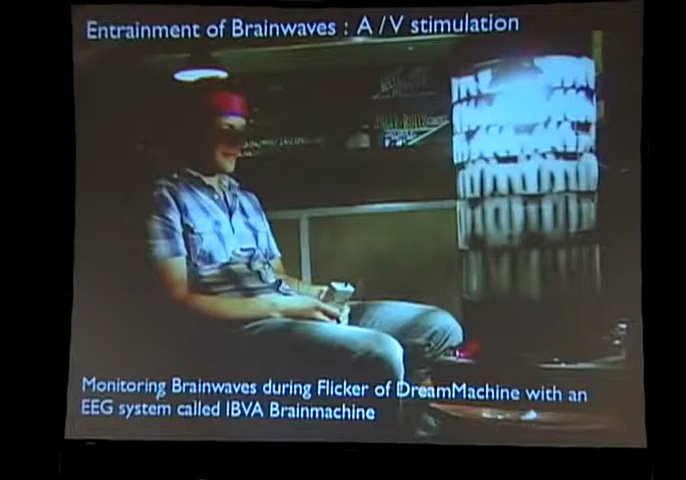 Entrainment of Brainwaves : A / V stimulation
Monitoring Brainwaves during Flicker of DreamMachine with an
EEG system called IBVA Brainmachine